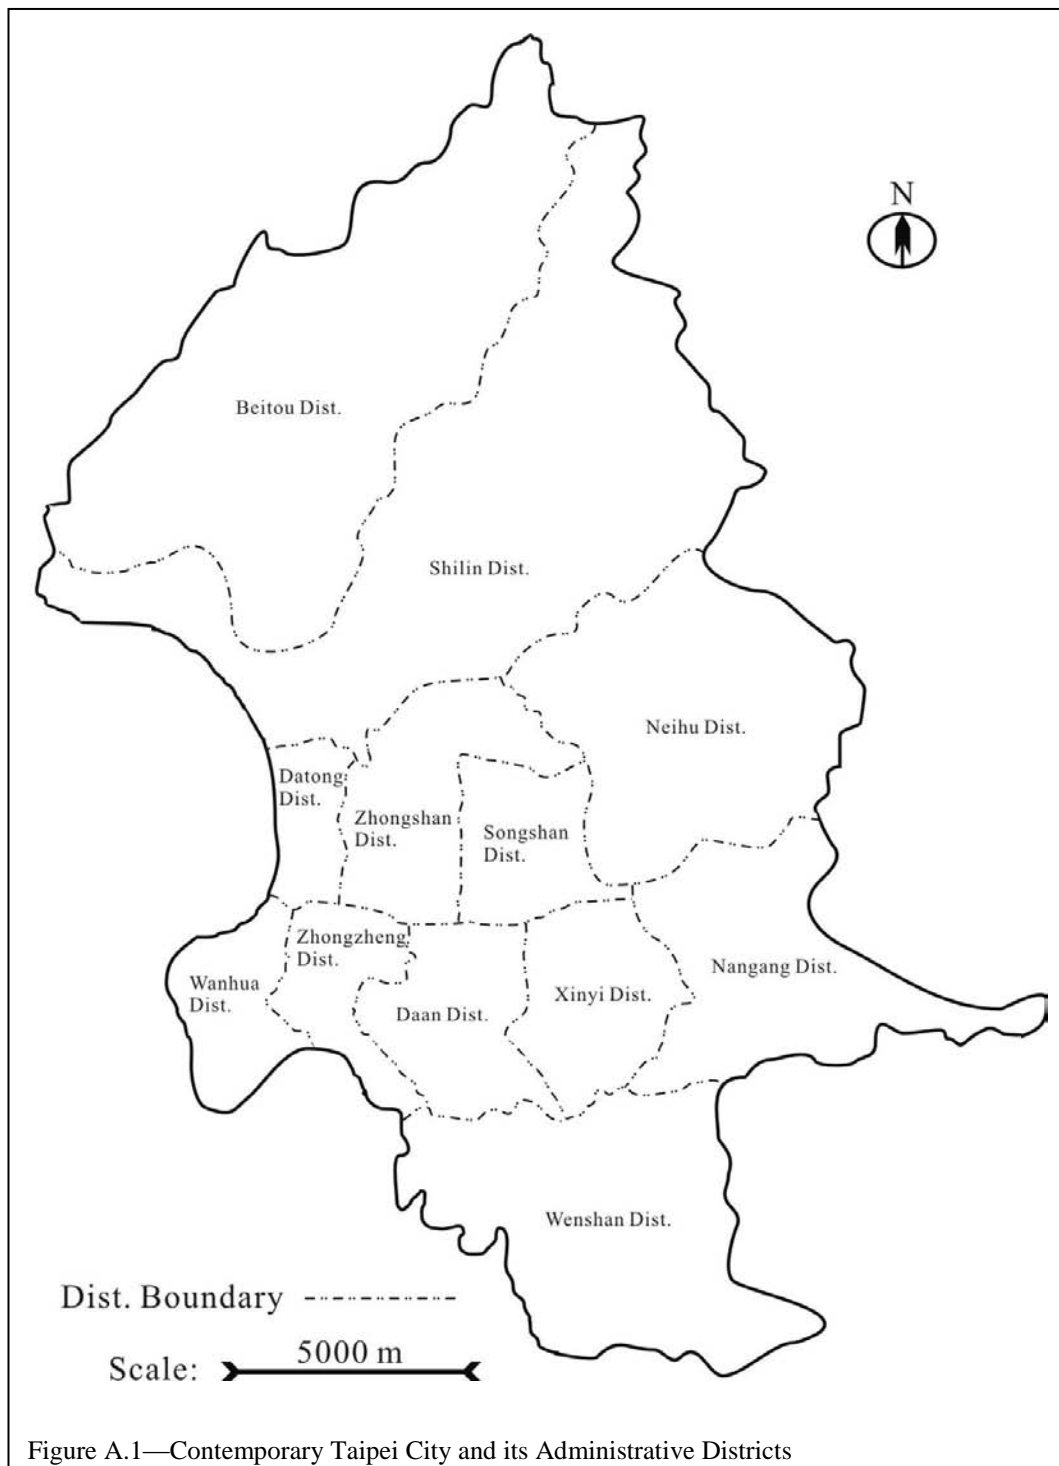 N
Beitou Dist.
Shilin Dist.
Neihu Dist.
Datong
Dist.
Zhongshan
Dist.
Songshan
Dist.
Zhongzheng
Dist.
Wanhua
Dist.
Daan Dist.
Xinyi Dist.
Nangang Dist.
Wenshan Dist.
Dist. Boundary
Scale:
5000 m
Figure A.1—Contemporary Taipei City and its Administrative Districts